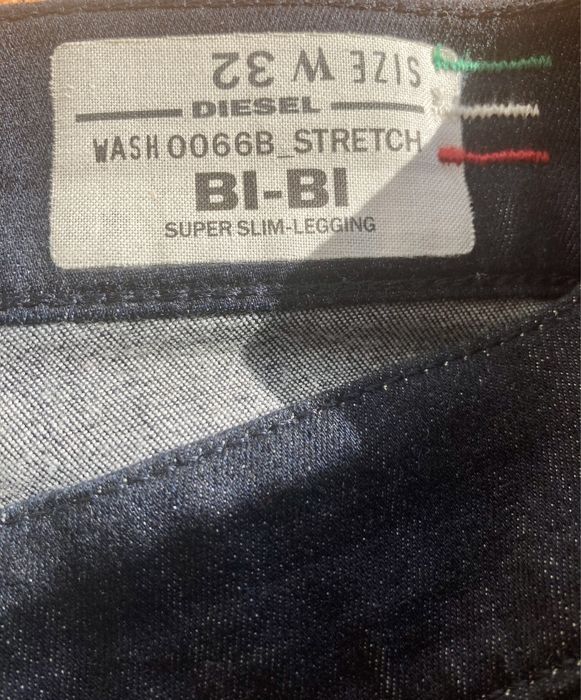 SIZE W 32
DIESEL
WASH 0066B_STRETCH
BI-BI
SUPER SLIM-LEGGING